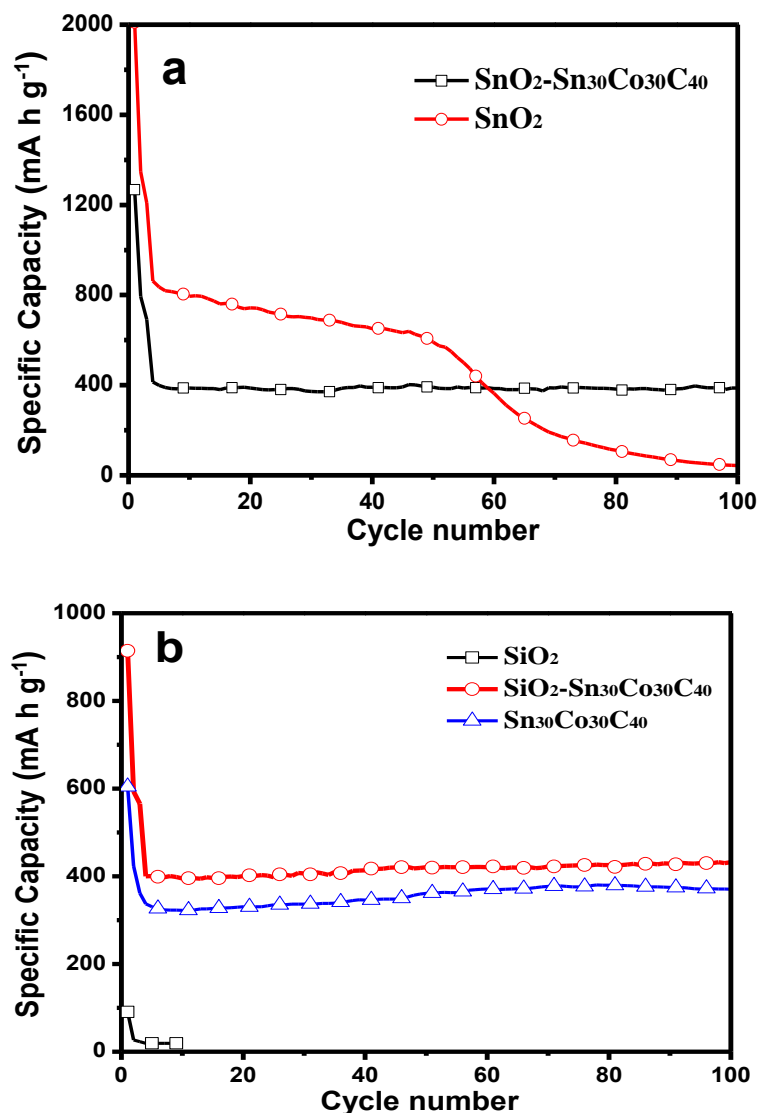 a
SnO₂-Sn₃₀Co₃₀C₄₀
SnO₂
Specific Capacity (mA h g⁻¹)
2000
1600
1200
800
400
0
0 20 40 60 80 100
Cycle number
b
SiO₂
SiO₂-Sn₃₀Co₃₀C₄₀
Sn₃₀Co₃₀C₄₀
Specific Capacity (mA h g⁻¹)
1000
800
600
400
200
0
0 20 40 60 80 100
Cycle number